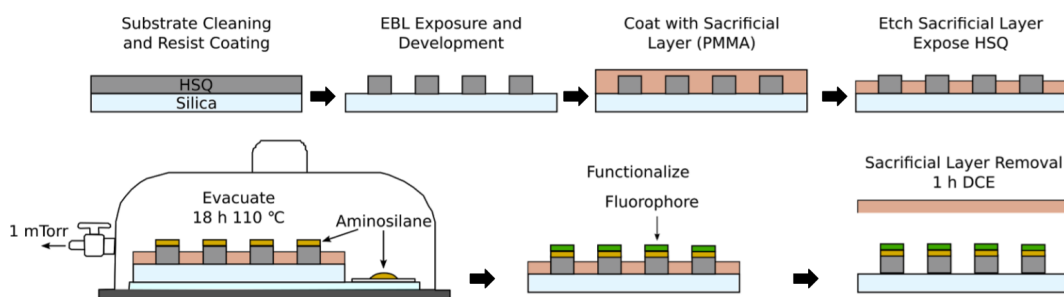 Substrate Cleaning
and Resist Coating
HSQ
Silica
EBL Exposure and
Development
Coat with Sacrificial
Layer (PMMA)
Etch Sacrificial Layer
Expose HSQ
1 mTorr
Evacuate
18 h 110 ℃
Aminosilane
Functionalize
Fluorophore
Sacrificial Layer Removal
1 h DCE